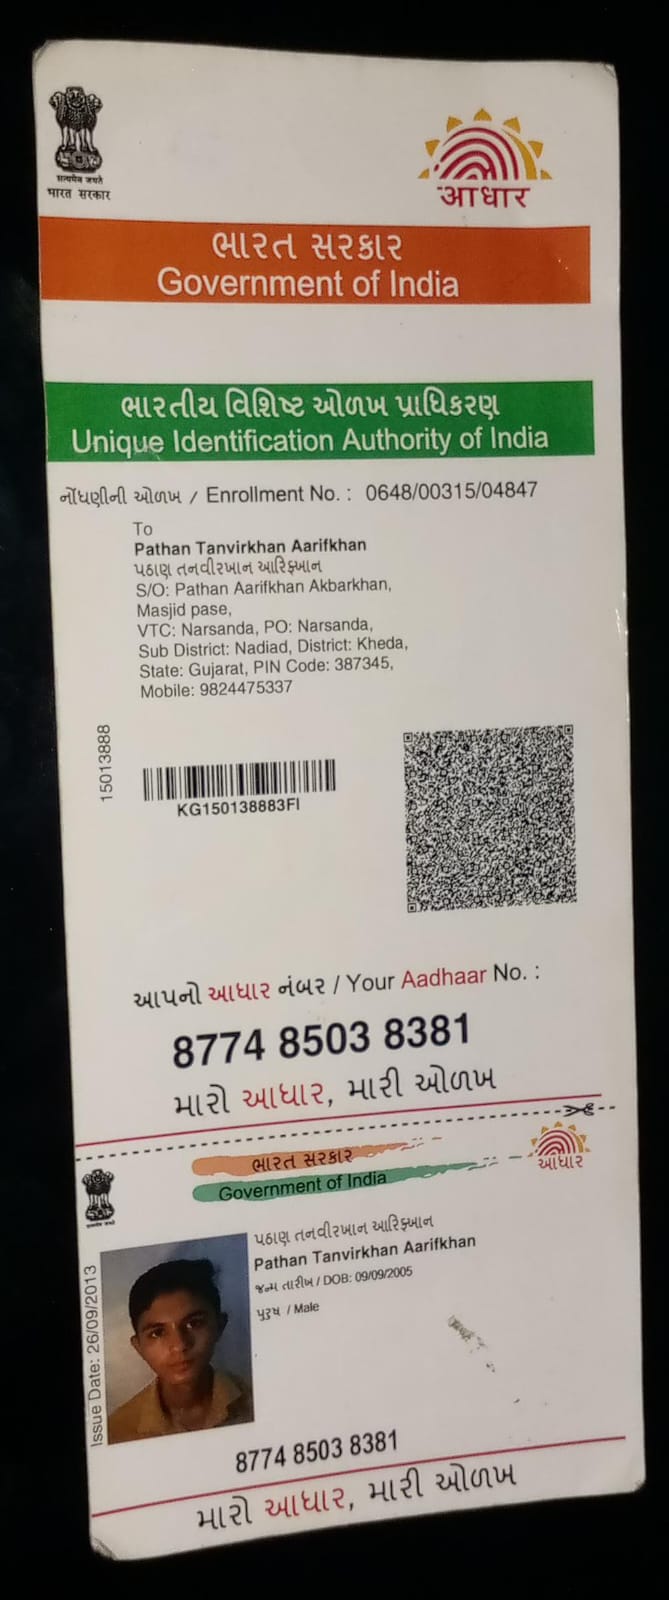 सत्यमेव जयते
भारत सरकार
आधार
ભારત સરકાર
Government of India
ભારતીય વિશિષ્ટ ઓળખ પ્રાધિકરણ
Unique Identification Authority of India
નોંધણીની ઓળખ / Enrollment No. : 0648/00315/04847
To
Pathan Tanvirkhan Aarifkhan
પઠાણ તનવીરખાન આરિફખાન
S/O: Pathan Aarifkhan Akbarkhan,
Masjid pase,
VTC: Narsanda, PO: Narsanda,
Sub District: Nadiad, District: Kheda,
State: Gujarat, PIN Code: 387345,
Mobile: 9824475337
15013888
KG150138883FI
આપનો આધાર નંબર / Your Aadhaar No. :
8774 8503 8381
મારો આધાર, મારી ઓળખ
ભારત સરકાર
Government of India
આધાર
પઠાણ તનવીરખાન આરિફખાન
Pathan Tanvirkhan Aarifkhan
જન્મ તારીખ / DOB: 09/09/2005
પુરુષ / Male
Issue Date: 26/09/2013
8774 8503 8381
મારો આધાર, મારી ઓળખ